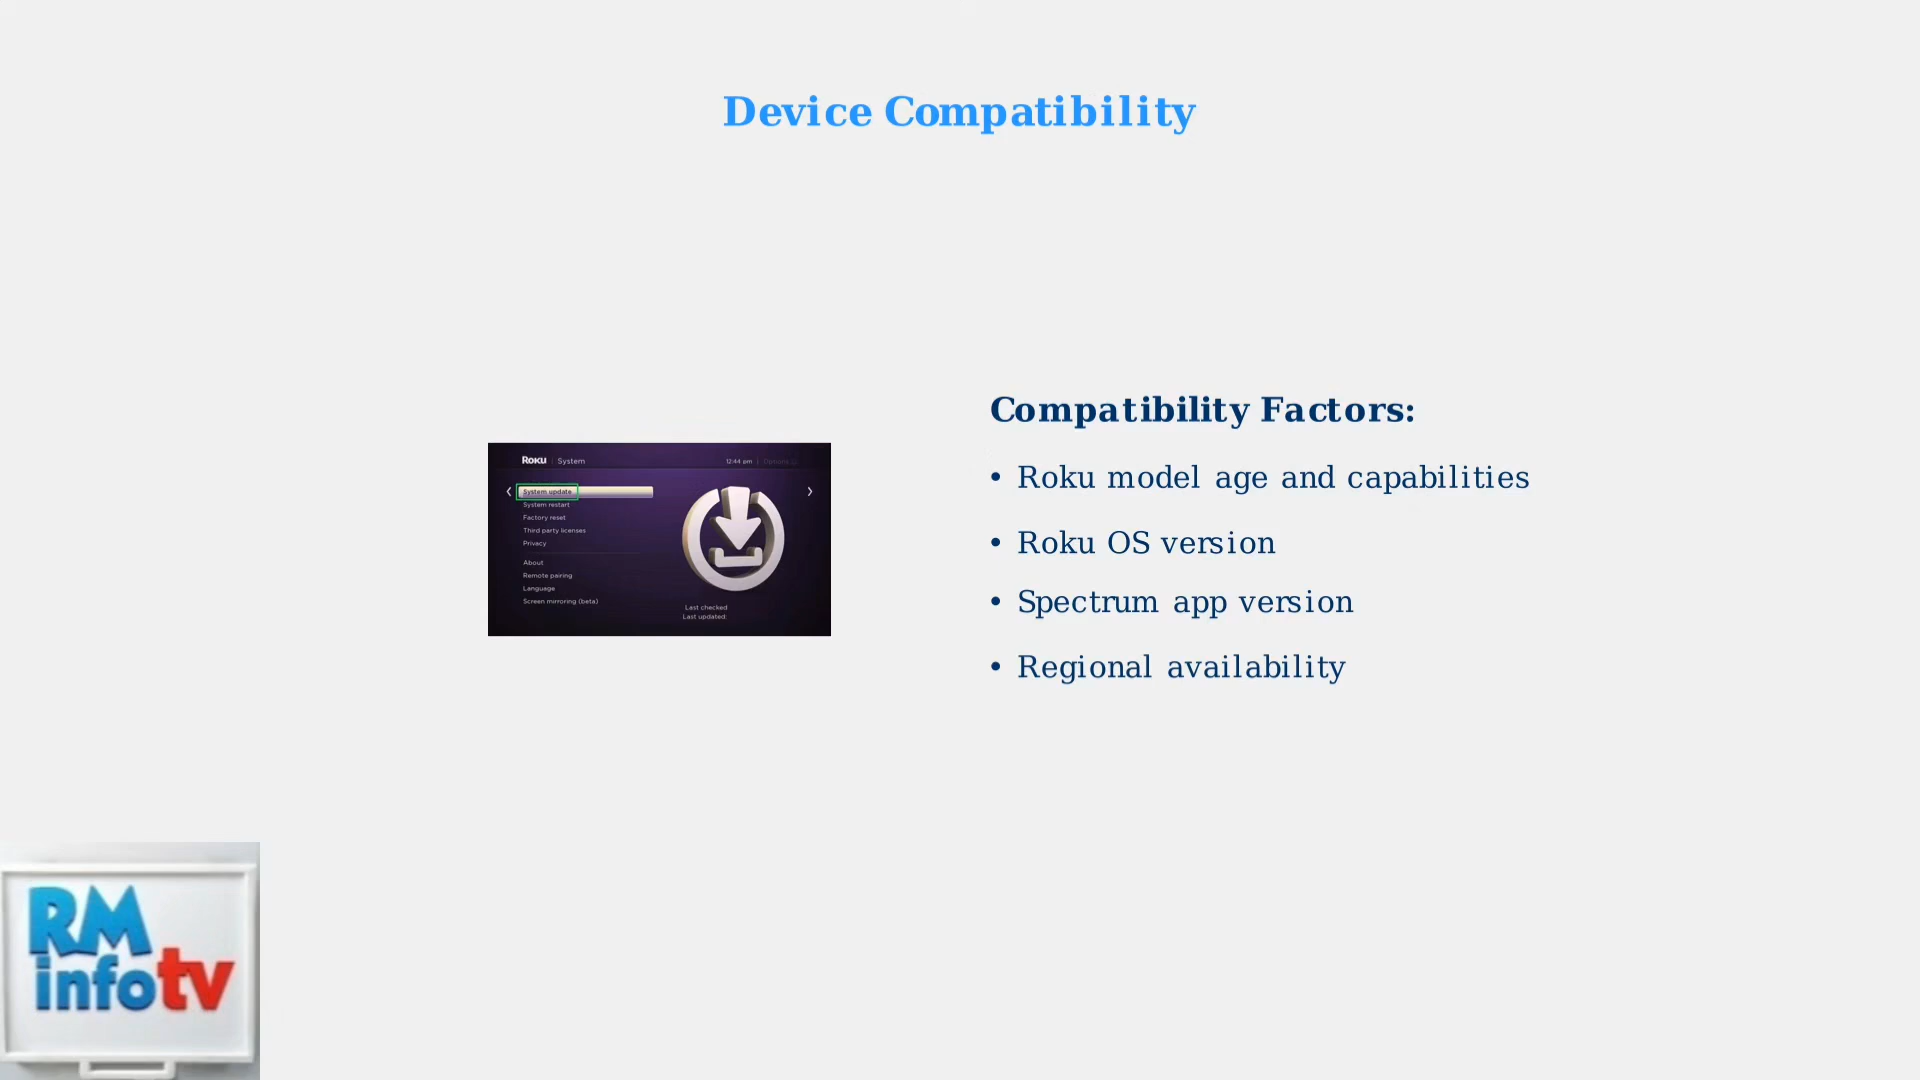 Device Compatibility
Roku | System
12:44 pm | Options
System update
System restart
Factory reset
Third party licenses
Privacy
About
Remote pairing
Language
Screen mirroring (beta)
Last checked
Last updated:
Compatibility Factors:
• Roku model age and capabilities
• Roku OS version
• Spectrum app version
• Regional availability
RM
infotv